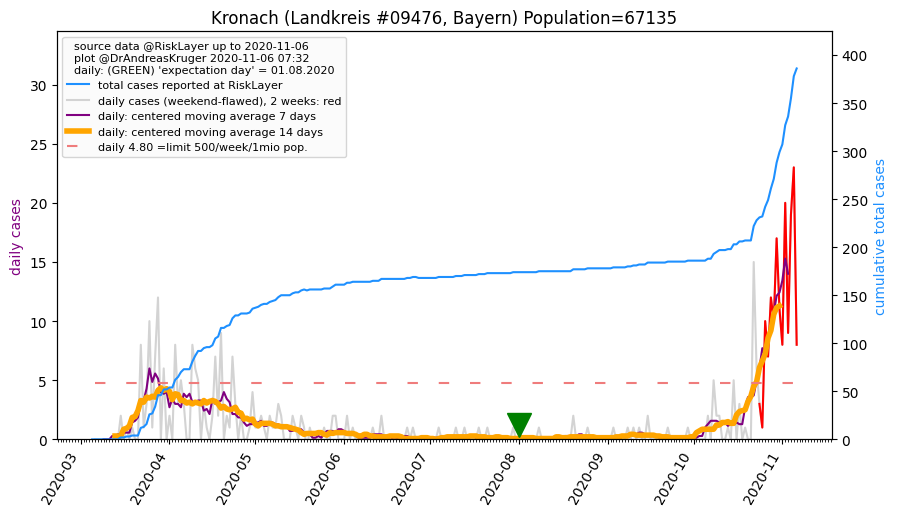 Kronach (Landkreis #09476, Bayern) Population=67135
source data @RiskLayer up to 2020-11-06
plot @DrAndreasKruger 2020-11-06 07:32
daily: (GREEN) 'expectation day' = 01.08.2020
total cases reported at RiskLayer
daily cases (weekend-flawed), 2 weeks: red
daily: centered moving average 7 days
daily: centered moving average 14 days
daily 4.80 =limit 500/week/1mio pop.
daily cases
30
25
20
15
10
5
0
400
350
300
250
200
150
100
50
0
cumulative total cases
2020-03
2020-04
2020-05
2020-06
2020-07
2020-08
2020-09
2020-10
2020-11